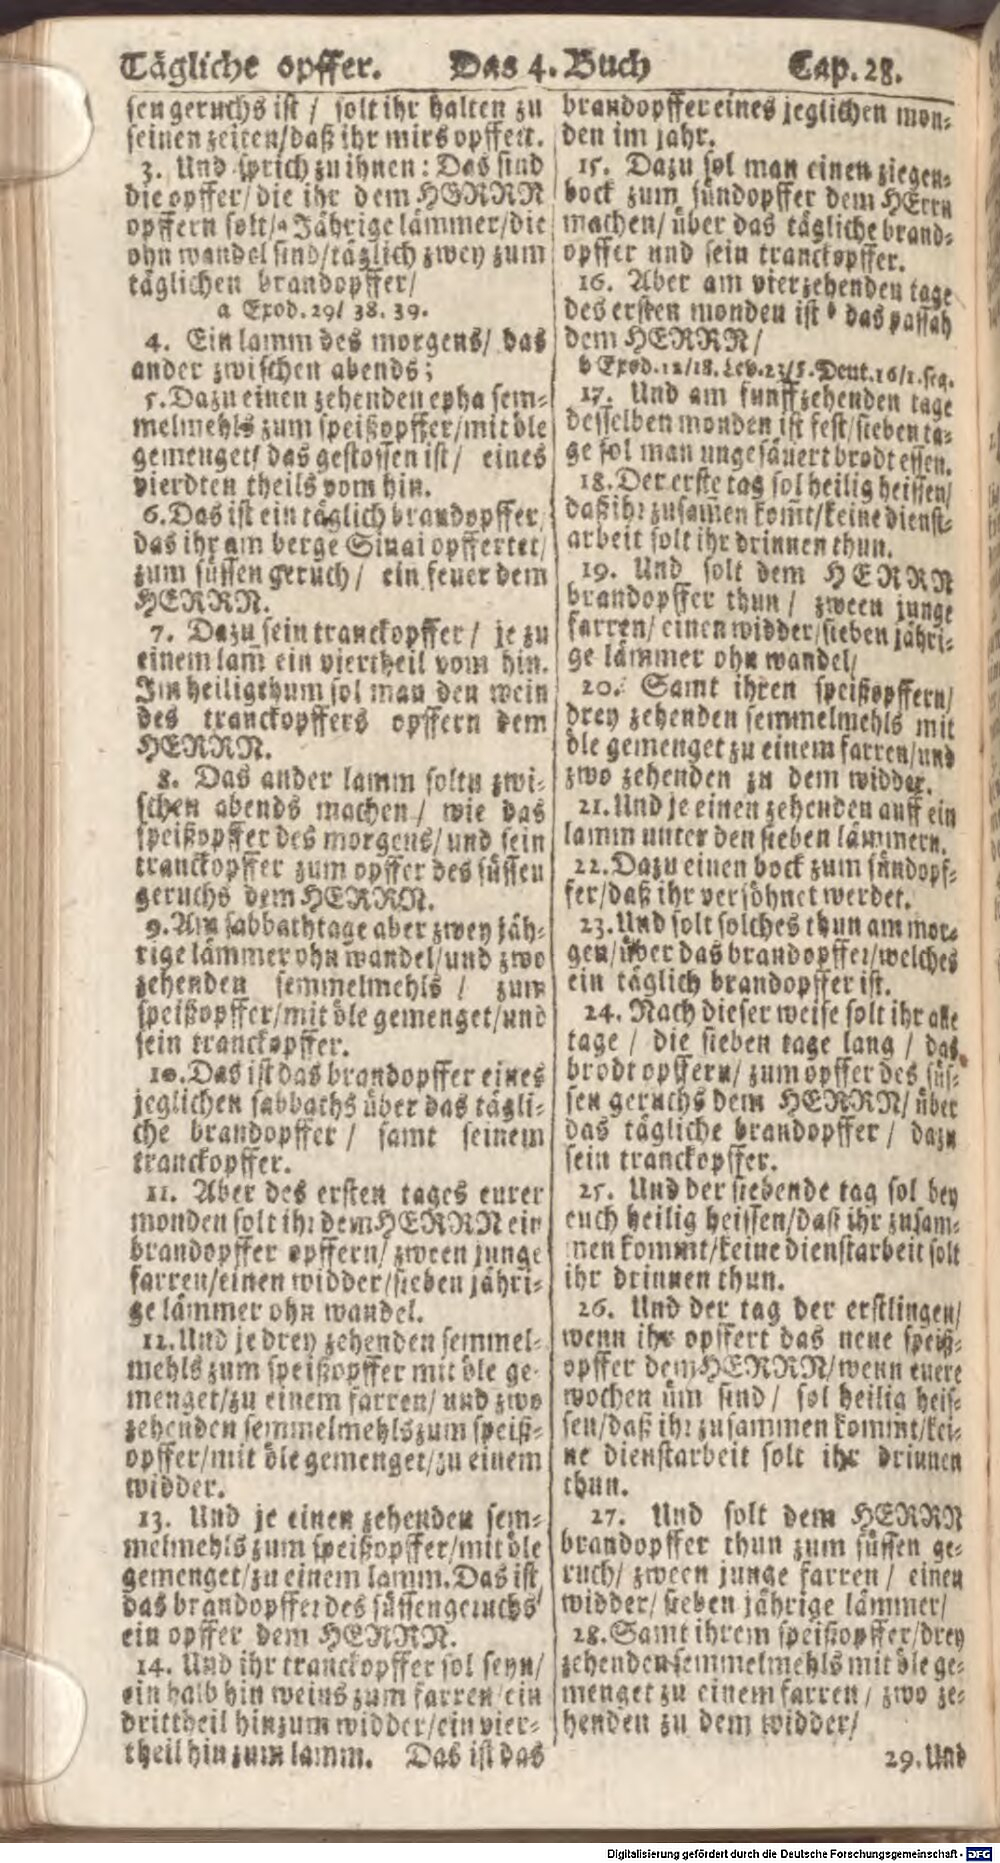 Tägliche opffer. Das 4. Buch Cap. 28.
sen geruchs ist / solt ihr halten zu
seinen zeiten/daß ihr mirs opffert.
3. Und sprich zu ihnen: Das sind
die opffer/die ihr dem HERRN
opffern solt/a Jährige lämmer/die
ohn wandel sind/täglich zwey zum
täglichen brandopffer/
a Exod. 29/ 38. 39.
4. Ein lamm des morgens/ das
ander zwischen abends;
5. Dazu einen zehenden epha sem-
melmehls zum speißopffer/mit öle
gemenget/ das gestossen ist/ eines
vierdten theils vom hin.
6. Das ist ein täglich brandopffer/
das ihr am berge Sinai opffertet/
zum süssen geruch/ ein feuer dem
HERRN.
7. Dazu sein tranckopffer/ je zu
einem lam̃ ein viertheil vom hin.
Im heiligthum sol man den wein
des tranckopffers opffern dem
HERRN.
8. Das ander lamm soltu zwi-
schen abends machen/ wie das
speißopffer des morgens/und sein
tranckopffer zum opffer des süssen
geruchs dem HERRN.
9. Am sabbathtage aber zwey jäh-
rige lämmer ohn wandel/und zwo
zehenden semmelmehls / zum
speißopffer/mit öle gemenget/und
sein tranckopffer.
10. Das ist das brandopffer eines
jeglichen sabbaths über das tägli-
che brandopffer / samt seinem
tranckopffer.
11. Aber des ersten tages eurer
monden solt ihr dem HERRN ein
brandopffer opffern/ zween junge
farren/einen widder/sieben jähri-
ge lämmer ohn wandel.
12. Und je drey zehenden semmel-
mehls zum speißopffer mit öle ge-
menget/zu einem farren/ und zwo
zehenden semmelmehls zum speiß-
opffer/mit öle gemenget/zu einem
widder.
13. Und je einen zehenden sem-
melmehls zum speißopffer/mit öle
gemenget/zu einem lamm. Das ist
das brandopffer des süssen geruchs
ein opffer dem HERRN.
14. Und ihr tranckopffer sol seyn/
ein halb hin weins zum farren/ein
drittheil hin zum widder/ein vier-
theil hin zum lamm. Das ist das
brandopffer eines jeglichen mon-
den im jahr.
15. Dazu sol man einen ziegen-
bock zum sündopffer dem HErrn
machen/ über das tägliche brand-
opffer und sein tranckopffer.
16. Aber am vierzehenden tage
des ersten monden ist b das passah
dem HERRN/
b Exod. 12/18. Lev. 23/5. Deut. 16/1. seq.
17. Und am funffzehenden tage
desselben monden ist fest/sieben ta-
ge sol man ungesäuert brodt essen.
18. Der erste tag sol heilig heissen/
daß ihr zusam̃en kom̃t/keine dienst-
arbeit solt ihr drinnen thun.
19. Und solt dem HERRN
brandopffer thun / zween junge
farren/ einen widder/sieben jähri-
ge lämmer ohn wandel/
20. Samt ihren speißopffern/
drey zehenden semmelmehls mit
öle gemenget zu einem farren/und
zwo zehenden zu dem widder.
21. Und je einen zehenden auff ein
lamm unter den sieben lämmern.
22. Dazu einen bock zum sündopf-
fer/daß ihr versöhnet werdet.
23. Und solt solches thun am mor-
gen/über das brandopffer/welches
ein täglich brandopffer ist.
24. Nach dieser weise solt ihr alle
tage / die sieben tage lang / das
brodt opffern/ zum opffer des süs-
sen geruchs dem HERRN/ über
das tägliche brandopffer / dazu
sein tranckopffer.
25. Und der siebende tag sol bey
euch heilig heissen/daß ihr zusam-
men kommt/keine dienstarbeit solt
ihr drinnen thun.
26. Und der tag der erstlingen/
wenn ihr opffert das neue speiß-
opffer dem HERRN/wenn euere
wochen üm sind / sol heilig heis-
sen/daß ihr zusammen kommt/kei-
ne dienstarbeit solt ihr drinnen
thun.
27. Und solt dem HERRN
brandopffer thun zum süssen ge-
ruch/ zween junge farren / einen
widder/ sieben jährige lämmer/
28. Samt ihrem speißopffer/drey
zehenden semmelmehls mit öle ge-
menget zu einem farren / zwo ze-
henden zu dem widder/
29. Und
Digitalisierung gefördert durch die Deutsche Forschungsgemeinschaft - DFG